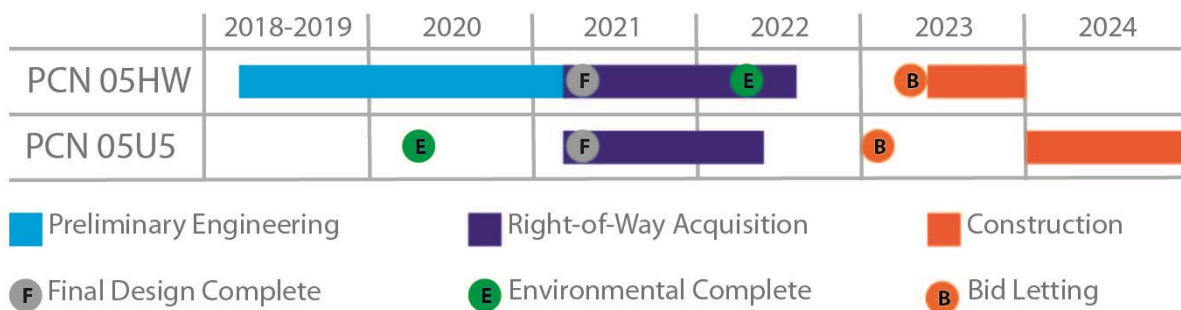 2018-2019 2020 2021 2022 2023 2024
PCN 05HW F E B
PCN 05U5 E F B
Preliminary Engineering Right-of-Way Acquisition Construction
F Final Design Complete E Environmental Complete B Bid Letting